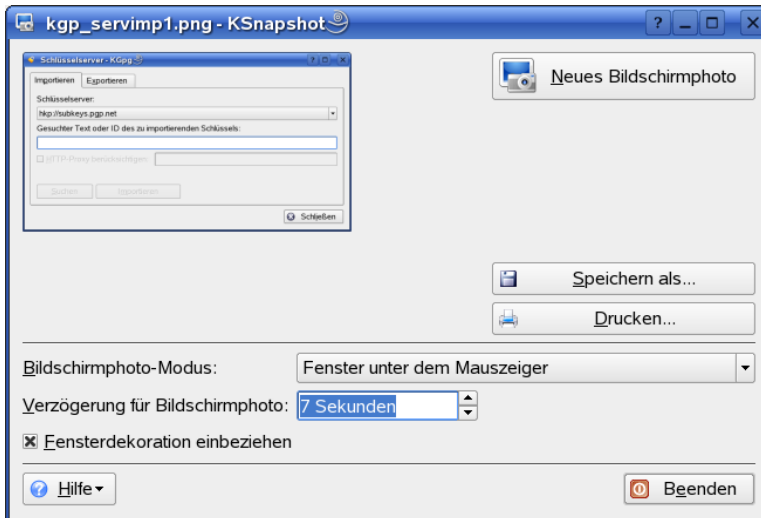 kgp_servimp1.png - KSnapshot
Schlüsselserver - KGpg
Importieren Exportieren
Schlüsselserver:
hkp://subkeys.pgp.net
Gesuchter Text oder ID des zu importierenden Schlüssels:
HTTP-Proxy berücksichtigen:
Suchen Importieren
Schließen
Neues Bildschirmphoto
Speichern als...
Drucken...
Bildschirmphoto-Modus: Fenster unter dem Mauszeiger
Verzögerung für Bildschirmphoto: 7 Sekunden
Fensterdekoration einbeziehen
Hilfe Beenden